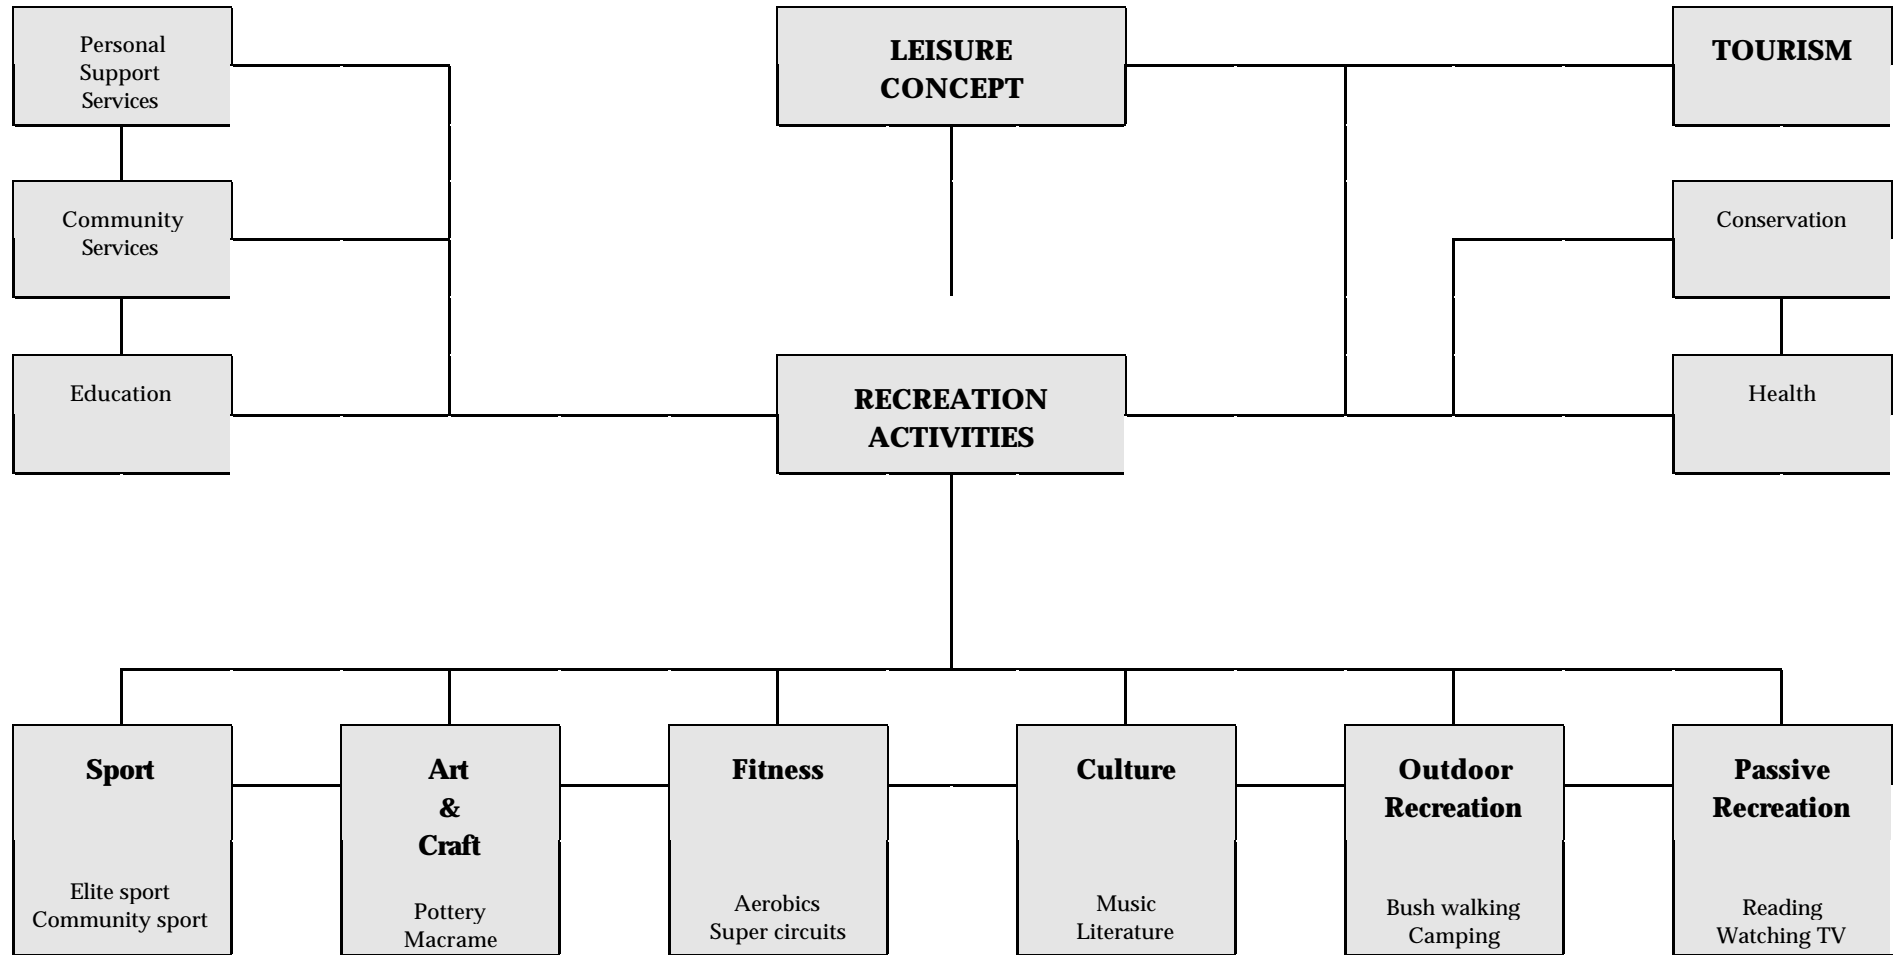 Personal
Support
Services
LEISURE
CONCEPT
TOURISM
Community
Services
Conservation
Education
RECREATION
ACTIVITIES
Health
Sport
Elite sport
Community sport
Art
&
Craft
Pottery
Macrame
Fitness
Aerobics
Super circuits
Culture
Music
Literature
Outdoor
Recreation
Bush walking
Camping
Passive
Recreation
Reading
Watching TV